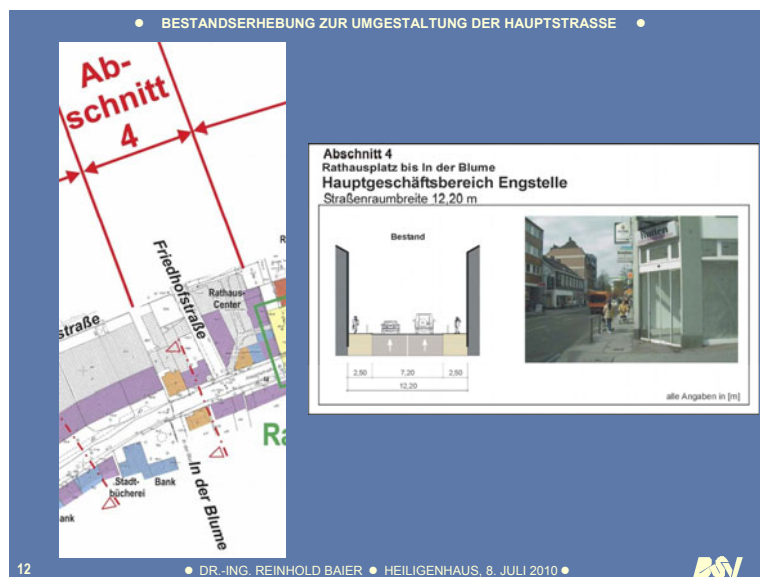 ● BESTANDSERHEBUNG ZUR UMGESTALTUNG DER HAUPTSTRASSE ●
Ab-
schnitt
4
Friedhofstraße
Rathaus-
Center
straße
R
Ra
Stadt-
bücherei
Bank
ank
In der Blume
Abschnitt 4
Rathausplatz bis In der Blume
Hauptgeschäftsbereich Engstelle
Straßenraumbreite 12,20 m
Bestand
2,50 7,20 2,50
12,20
alle Angaben in [m]
12
● DR.-ING. REINHOLD BAIER ● HEILIGENHAUS, 8. JULI 2010 ●
BSV